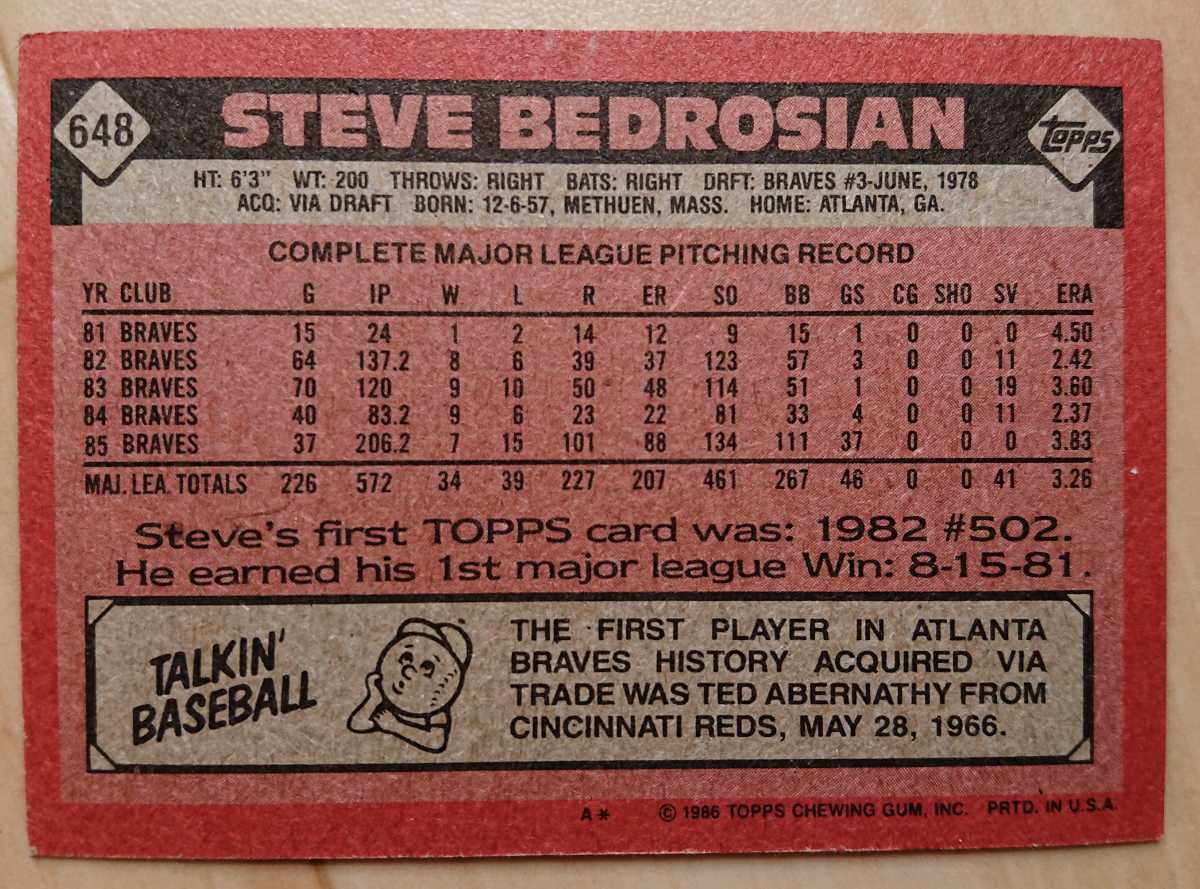 648 STEVE BEDROSIAN TOPPS
HT: 6'3" WT: 200 THROWS: RIGHT BATS: RIGHT DRFT: BRAVES #3-JUNE, 1978
ACQ: VIA DRAFT BORN: 12-6-57, METHUEN, MASS. HOME: ATLANTA, GA.
COMPLETE MAJOR LEAGUE PITCHING RECORD
YR CLUB G IP W L R ER SO BB GS CG SHO SV ERA
81 BRAVES 15 24 1 2 14 12 9 15 1 0 0 0 4.50
82 BRAVES 64 137.2 8 6 39 37 123 57 3 0 0 11 2.42
83 BRAVES 70 120 9 10 50 48 114 51 1 0 0 19 3.60
84 BRAVES 40 83.2 9 6 23 22 81 33 4 0 0 11 2.37
85 BRAVES 37 206.2 7 15 101 88 134 111 37 0 0 0 3.83
MAJ. LEA. TOTALS 226 572 34 39 227 207 461 267 46 0 0 41 3.26
Steve's first TOPPS card was: 1982 #502.
He earned his 1st major league Win: 8-15-81.
TALKIN'
BASEBALL
THE FIRST PLAYER IN ATLANTA
BRAVES HISTORY ACQUIRED VIA
TRADE WAS TED ABERNATHY FROM
CINCINNATI REDS, MAY 28, 1966.
A* © 1986 TOPPS CHEWING GUM, INC. PRTD. IN U.S.A.